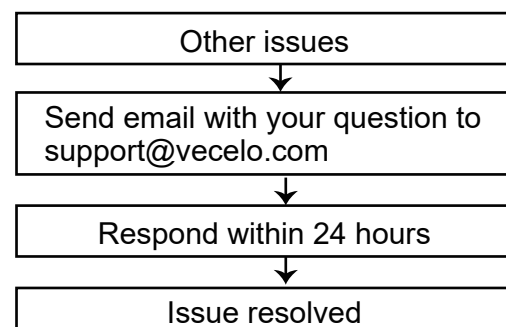 Other issues
Send email with your question to
support@vecelo.com
Respond within 24 hours
Issue resolved